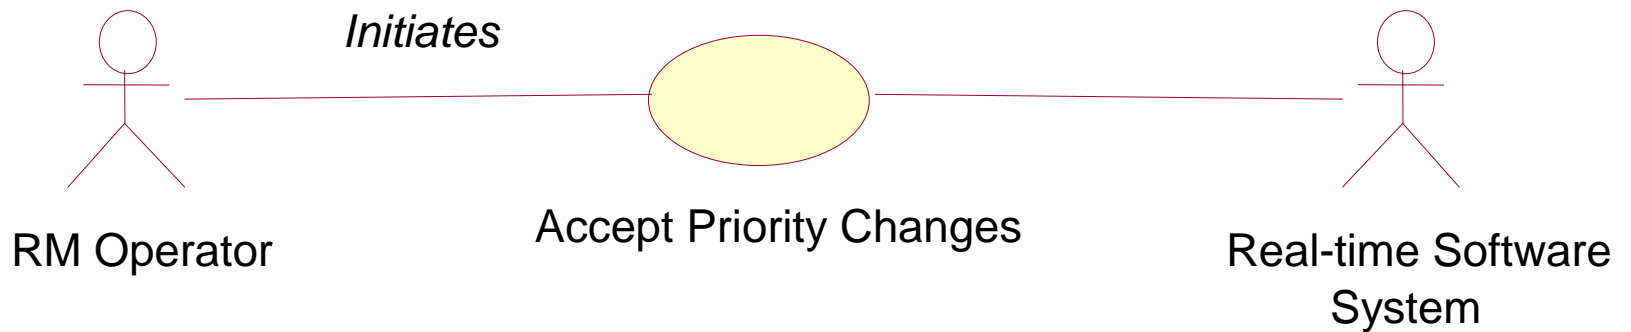 Initiates
Accept Priority Changes
RM Operator
Real-time Software
System